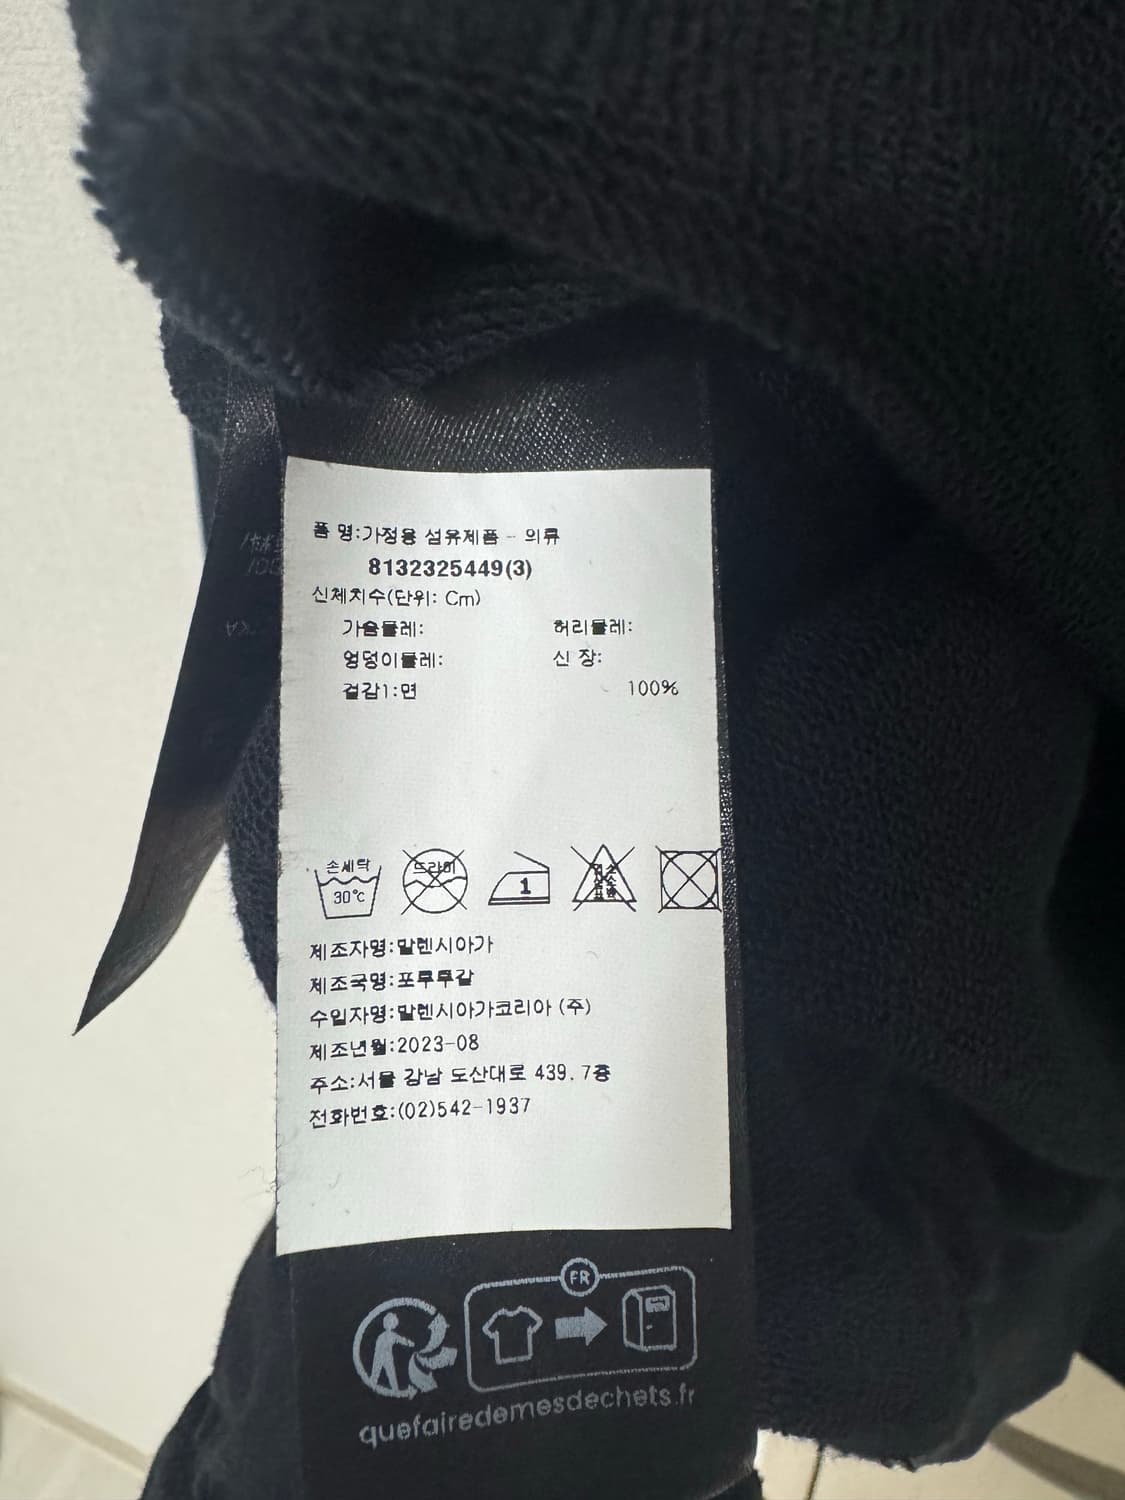 품 명:가정용 섬유제품 - 의류
8132325449(3)
신체치수(단위: Cm)
가슴둘레: 허리둘레:
엉덩이둘레: 신 장:
겉감1:면 100%
손세탁 30℃ 드라이 1 염소 표백
제조자명:발렌시아가
제조국명:포루투갈
수입자명:발렌시아가코리아 (주)
제조년월:2023-08
주소:서울 강남 도산대로 439. 7층
전화번호:(02)542-1937
FR
quefairedemesdechets.fr